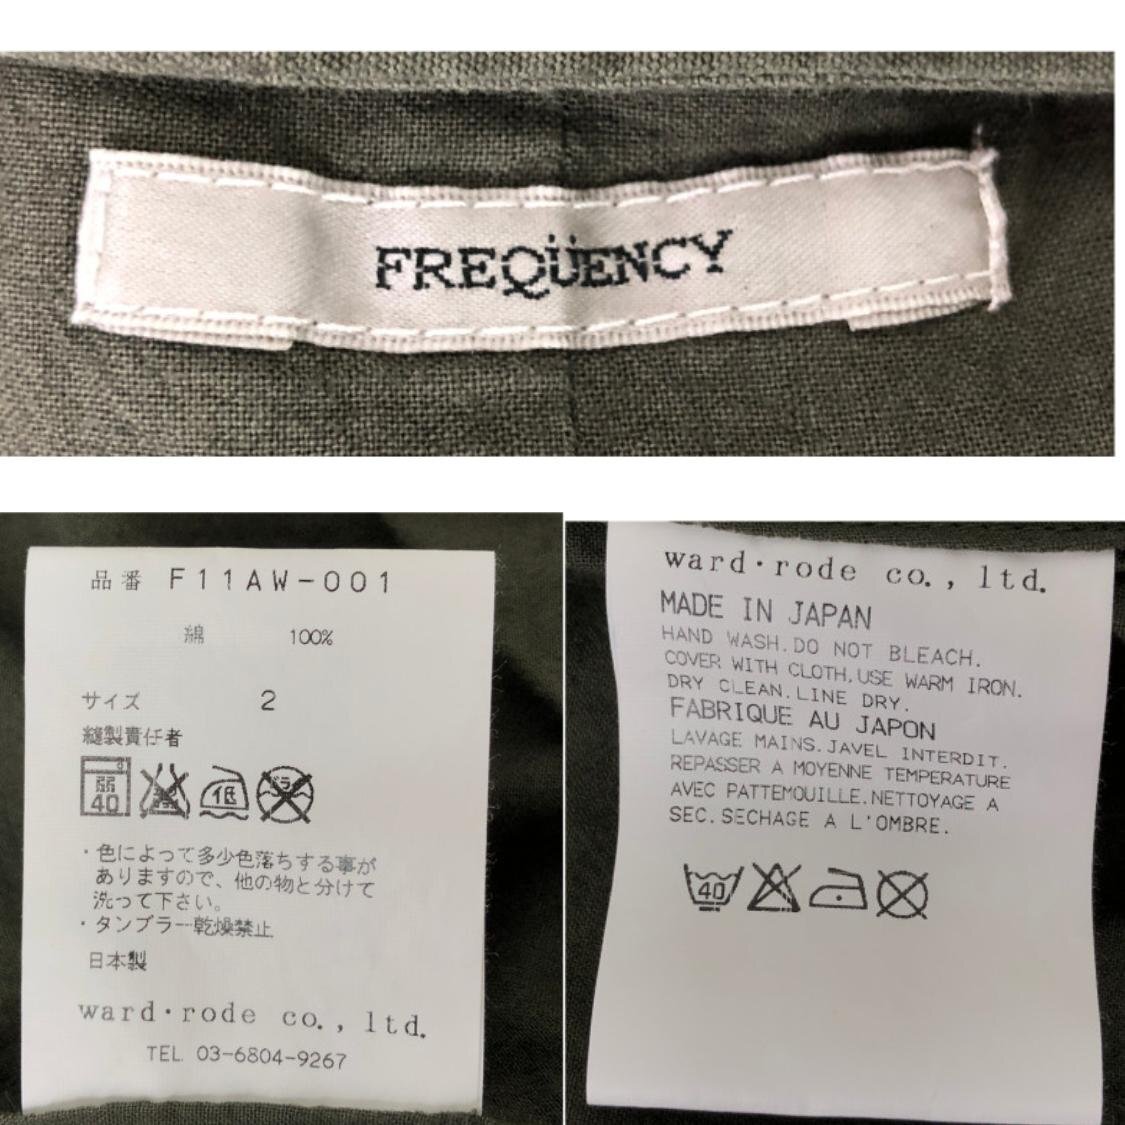 FREQÜENCY
品番 F11AW-001
綿 100%
サイズ 2
縫製責任者
弱
40
低
ドライ
・色によって多少色落ちする事が
ありますので、他の物と分けて
洗って下さい。
・タンブラー乾燥禁止
日本製
ward・rode co., ltd.
TEL 03-6804-9267
ward・rode co., ltd.
MADE IN JAPAN
HAND WASH. DO NOT BLEACH.
COVER WITH CLOTH, USE WARM IRON.
DRY CLEAN. LINE DRY.
FABRIQUE AU JAPON
LAVAGE MAINS. JAVEL INTERDIT.
REPASSER A MOYENNE TEMPERATURE
AVEC PATTEMOUILLE. NETTOYAGE A
SEC. SECHAGE A L'OMBRE.
40